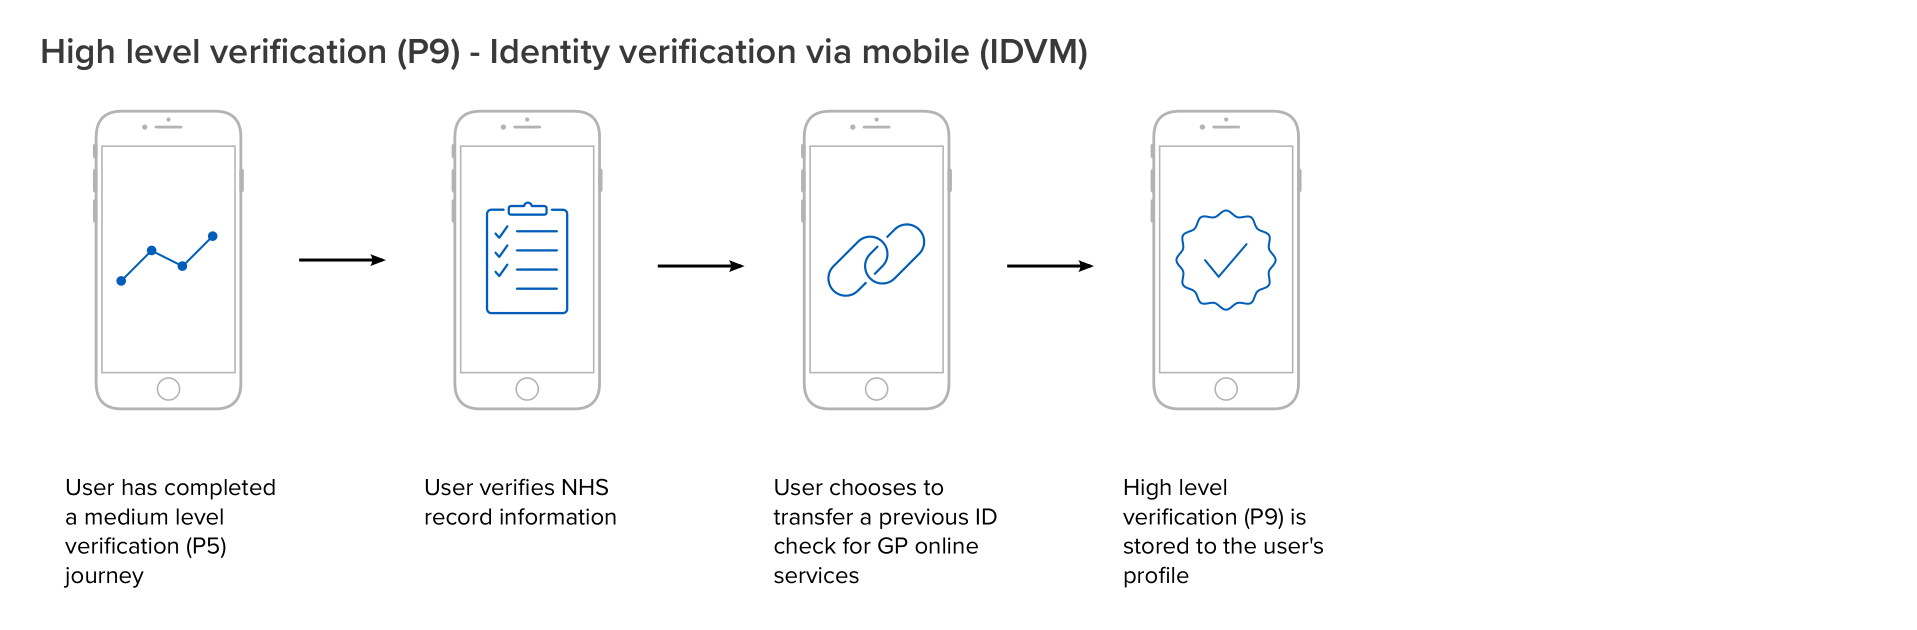 High level verification (P9) - Identity verification via mobile (IDVM)
User has completed
a medium level
verification (P5)
journey
User verifies NHS
record information
User chooses to
transfer a previous ID
check for GP online
services
High level
verification (P9) is
stored to the user's
profile